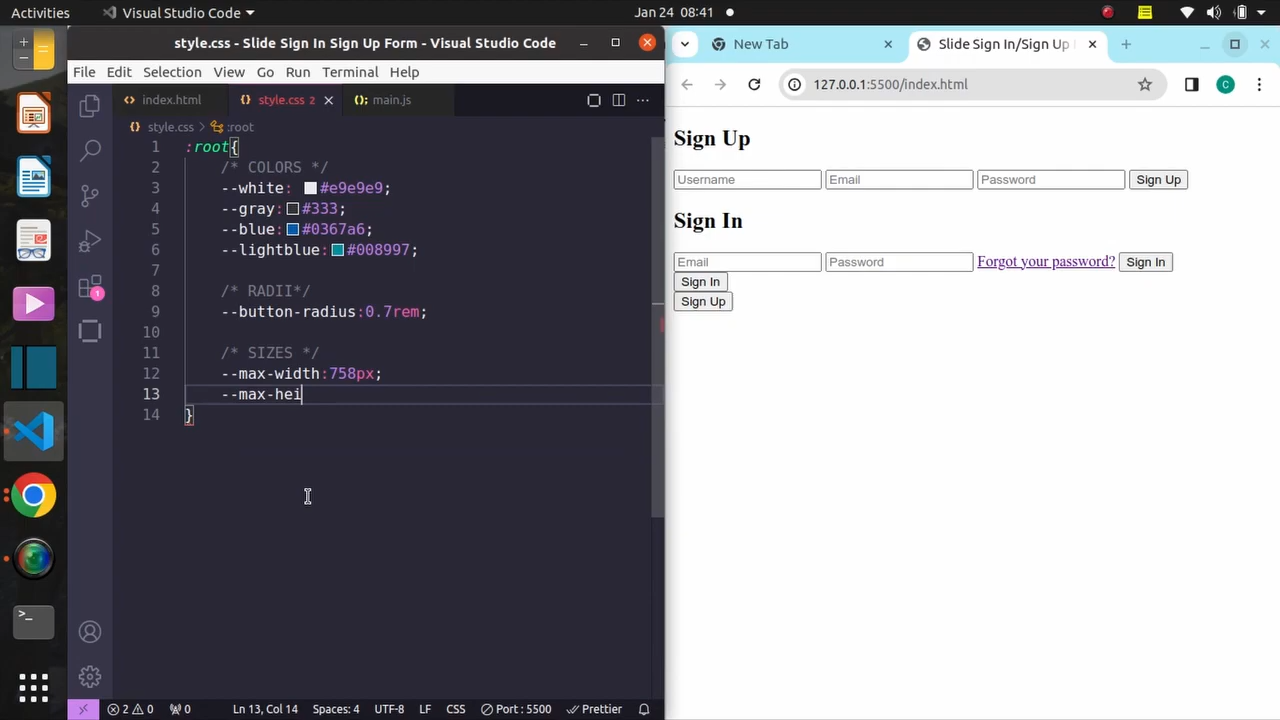 Activities
Visual Studio Code
Jan 24 08:41
style.css - Slide Sign In Sign Up Form - Visual Studio Code
File Edit Selection View Go Run Terminal Help
index.html
style.css 2
main.js
style.css > :root
1 :root{
2 /* COLORS */
3 --white: #e9e9e9;
4 --gray: #333;
5 --blue: #0367a6;
6 --lightblue: #008997;
7
8 /* RADII*/
9 --button-radius:0.7rem;
10
11 /* SIZES */
12 --max-width:758px;
13 --max-hei
14 }
1
2 0 0 Ln 13, Col 14 Spaces: 4 UTF-8 LF CSS Port : 5500 Prettier
New Tab
Slide Sign In/Sign Up
127.0.0.1:5500/index.html
C
Sign Up
Username Email Password Sign Up
Sign In
Email Password Forgot your password? Sign In
Sign In
Sign Up